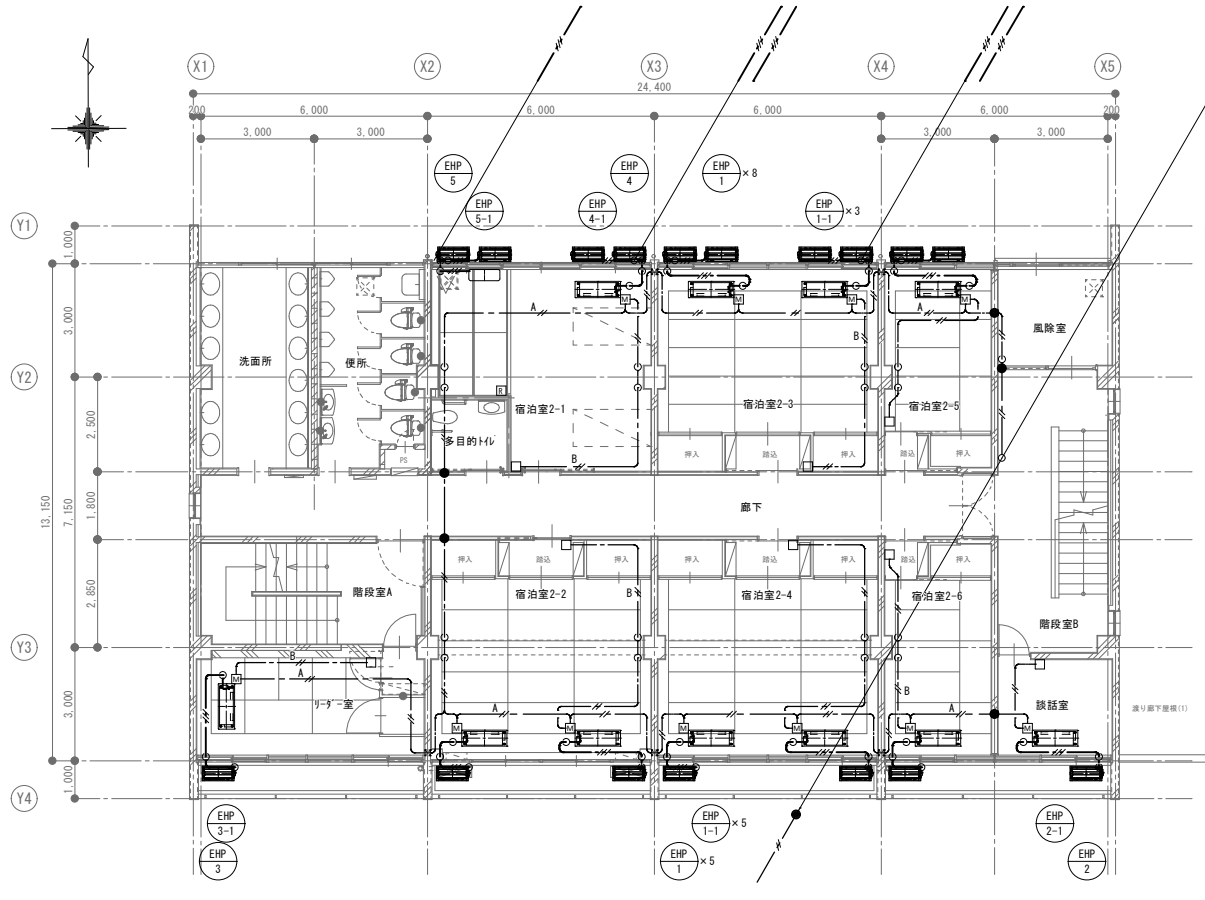 X1
X2
X3
X4
X5
24,400
200
6,000
6,000
6,000
6,000
200
3,000
3,000
3,000
3,000
EHP
5
EHP
4
EHP
1
×8
EHP
5-1
EHP
4-1
EHP
1-1
×3
Y1
1,000
3,000
Y2
2,500
13,150
7,150
1,800
2,850
Y3
3,000
1,000
Y4
M
M
M
M
A
A
A
B
風除室
洗面所
便所
R
宿泊室2-1
宿泊室2-3
宿泊室2-5
多目的ﾄｲﾚ
PS
B
押入
踏込
押入
踏込
押入
廊下
押入
踏込
押入
押入
踏込
押入
踏込
押入
階段室A
宿泊室2-2
B
宿泊室2-4
宿泊室2-6
階段室B
B
A
M
ﾘｰﾀﾞｰ室
B
A
A
A
談話室
渡り廊下屋根(1)
M
M
M
M
M
M
EHP
3-1
EHP
1-1
×5
EHP
2-1
EHP
3
EHP
1
×5
EHP
2